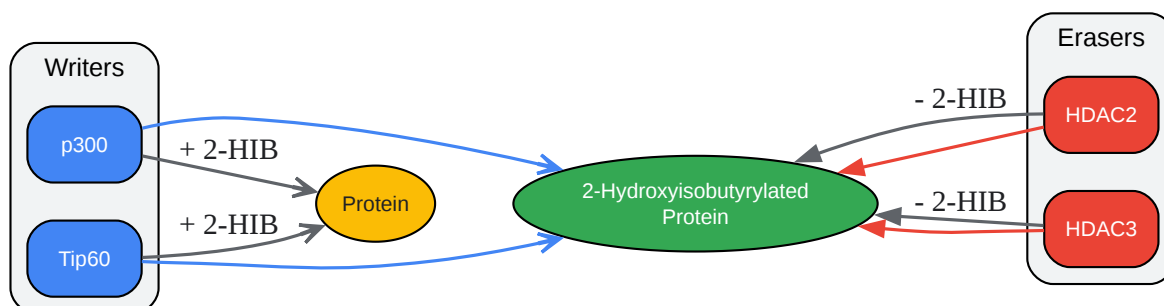 Writers
p300
Tip60
+ 2-HIB
+ 2-HIB
Protein
2-Hydroxyisobutyrylated
Protein
- 2-HIB
- 2-HIB
Erasers
HDAC2
HDAC3